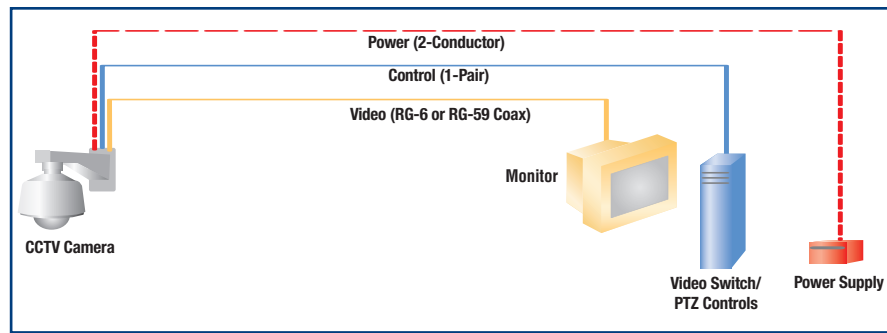 Power (2-Conductor)
Control (1-Pair)
Video (RG-6 or RG-59 Coax)
Monitor
CCTV Camera
Video Switch/
PTZ Controls
Power Supply